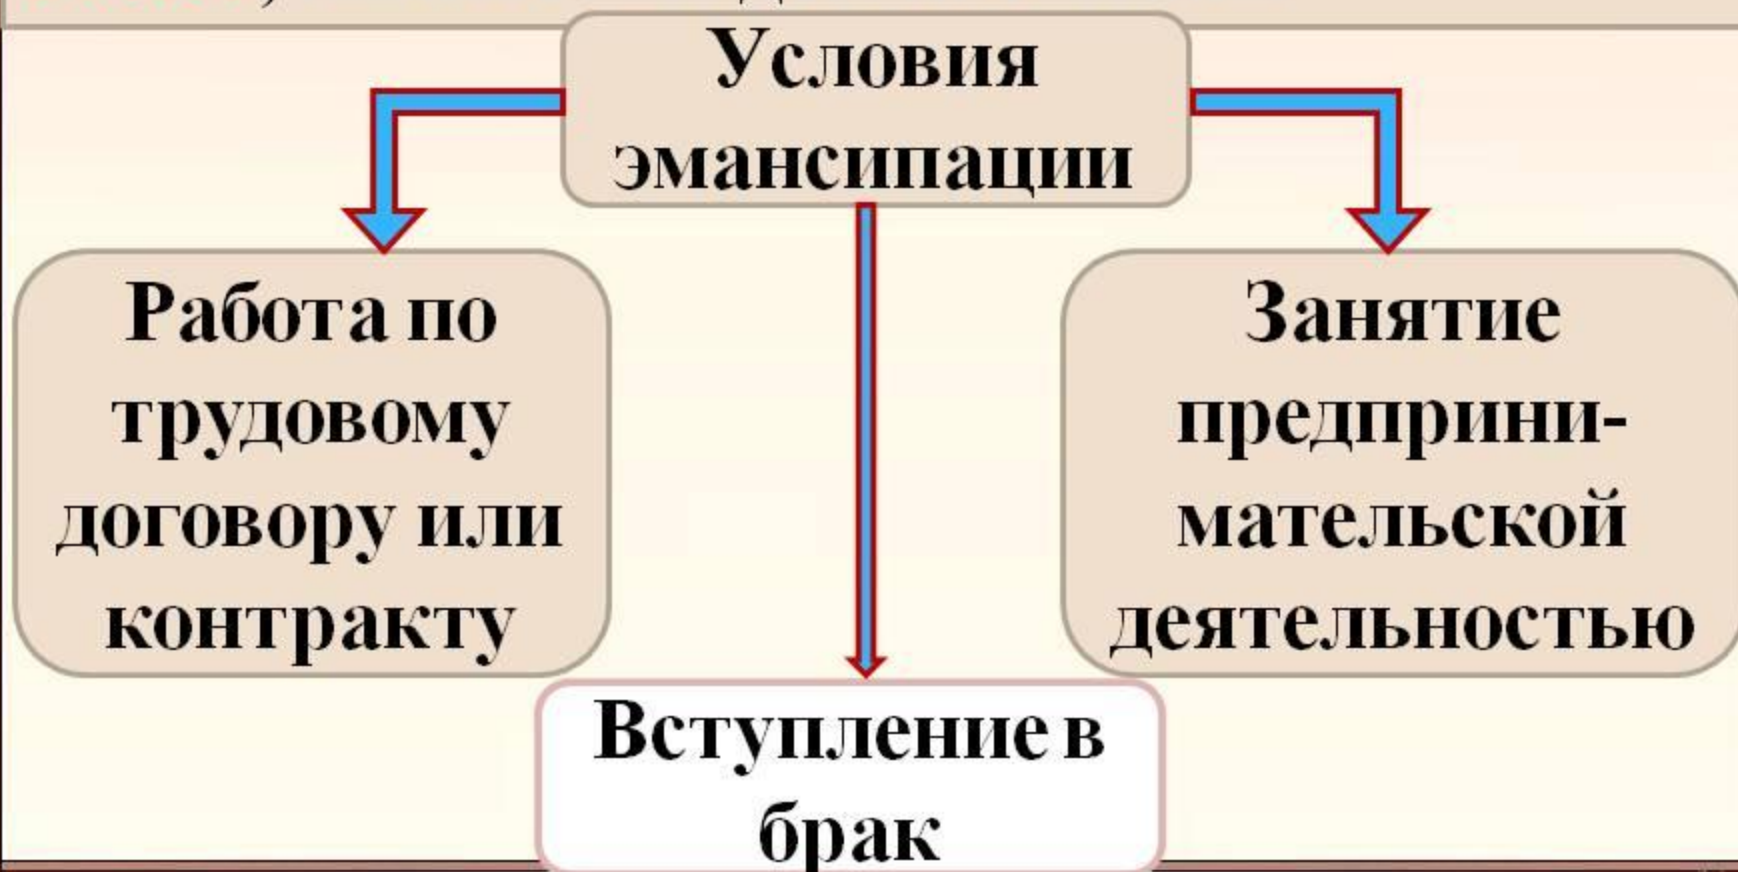 Условия
эмансипации
Работа по
трудовому
договору или
контракту
Занятие
предприни-
мательской
деятельностью
Вступление в
брак